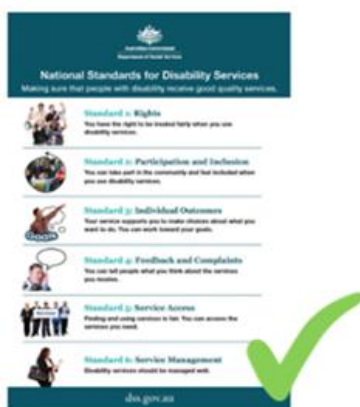 Australian Government
Department of Social Services
National Standards for Disability Services
Making sure that people with disability receive good quality services.
Standard 1: Rights
You have the right to be treated fairly when you use
disability services.
Standard 2: Participation and Inclusion
You can take part in the community and feel included when
you use disability services.
Standard 3: Individual Outcomes
Your service supports you to make choices about what you
want to do. You can work toward your goals.
GOALS
Standard 4: Feedback and Complaints
You can tell people what you think about the services
you receive.
Standard 5: Service Access
Finding and using services is fair. You can access the
services you need.
Standard 6: Service Management
Disability services should be managed well.
dss.gov.au